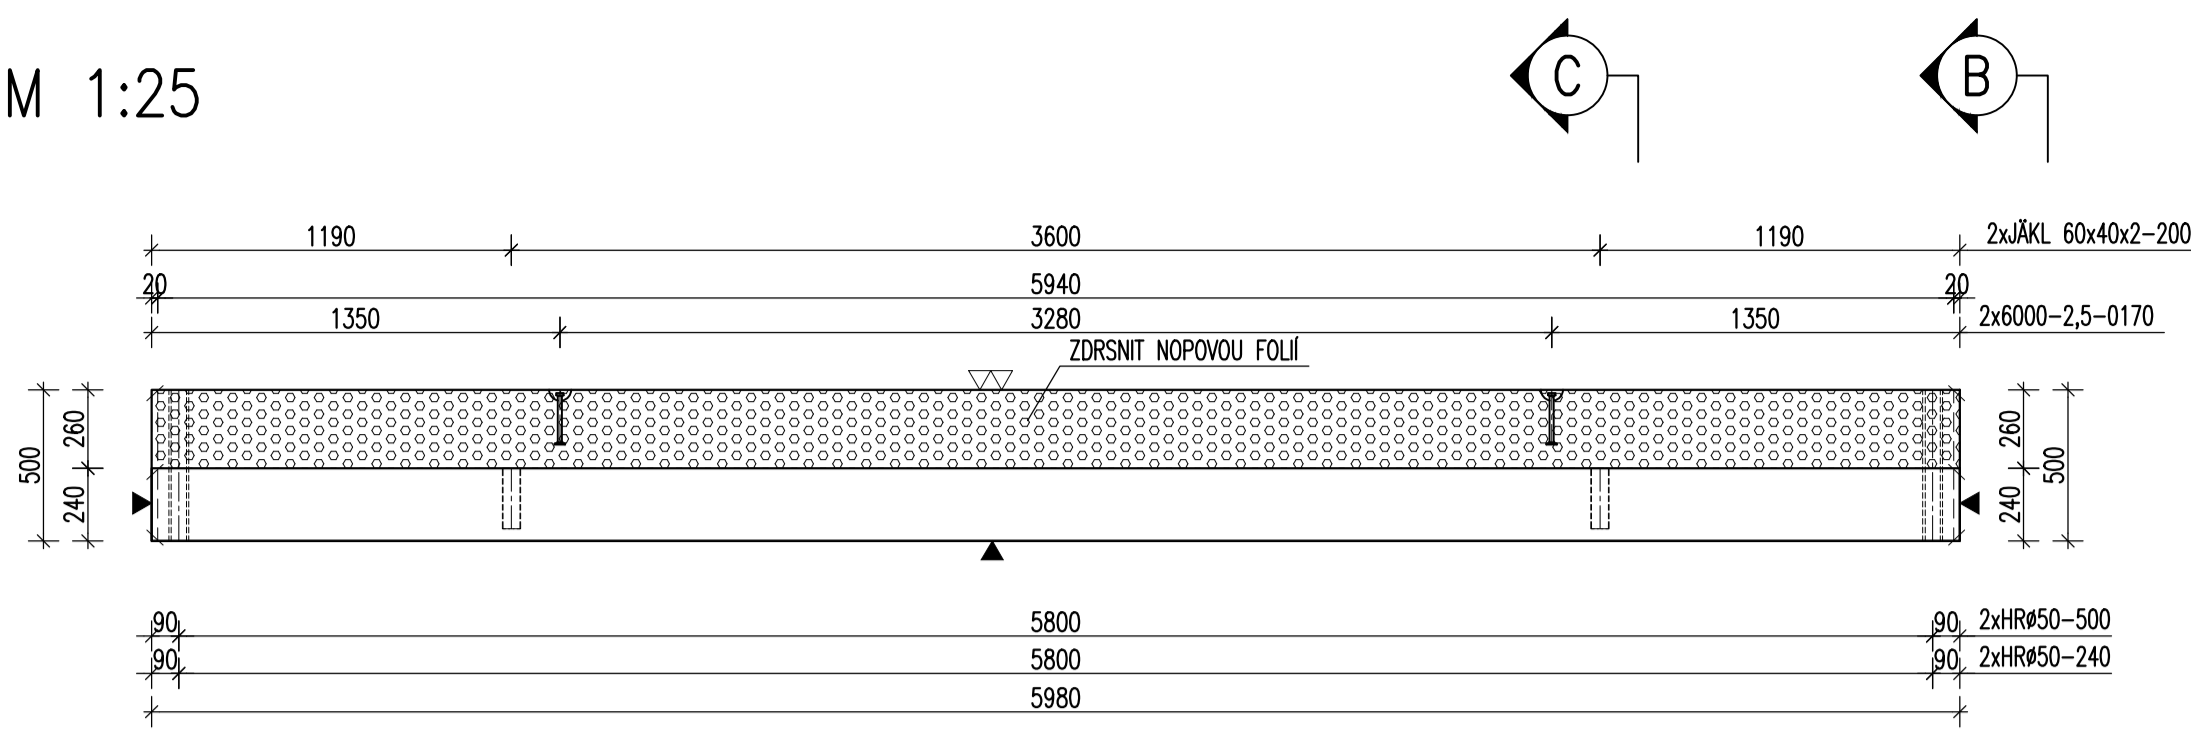 M 1:25
C
B
1190 3600 1190 2xJÄKL 60x40x2-200
20 5940 20
1350 3280 1350 2x6000-2,5-0170
ZDRSNIT NOPOVOU FOLIÍ
500 260 240
260 240 500
90 5800 90 2xHRø50-500
90 5800 90 2xHRø50-240
5980